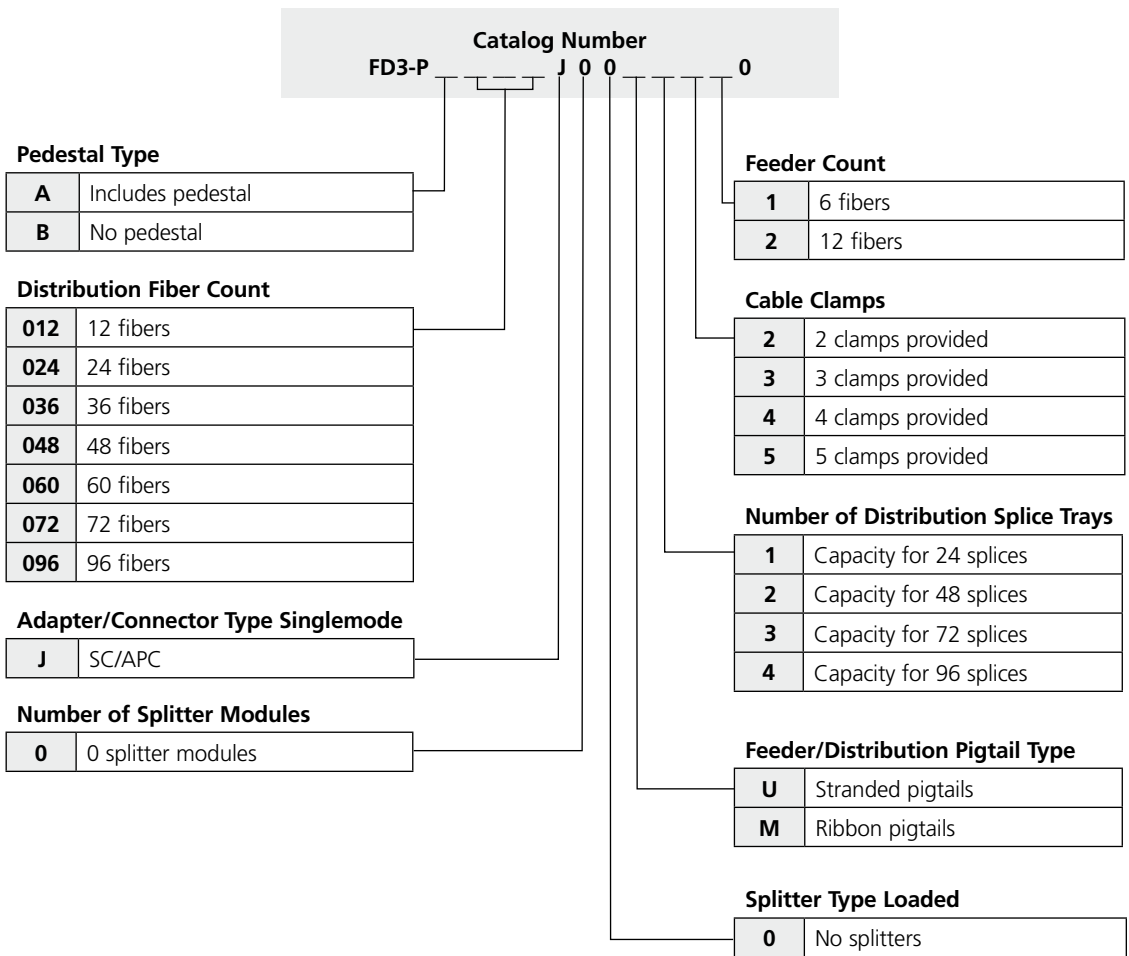 Catalog Number
FD3-P _ _ _ _ J 0 0 _ _ _ _ 0
Pedestal Type
A Includes pedestal
B No pedestal
Distribution Fiber Count
012 12 fibers
024 24 fibers
036 36 fibers
048 48 fibers
060 60 fibers
072 72 fibers
096 96 fibers
Adapter/Connector Type Singlemode
J SC/APC
Number of Splitter Modules
0 0 splitter modules
Feeder Count
1 6 fibers
2 12 fibers
Cable Clamps
2 2 clamps provided
3 3 clamps provided
4 4 clamps provided
5 5 clamps provided
Number of Distribution Splice Trays
1 Capacity for 24 splices
2 Capacity for 48 splices
3 Capacity for 72 splices
4 Capacity for 96 splices
Feeder/Distribution Pigtail Type
U Stranded pigtails
M Ribbon pigtails
Splitter Type Loaded
0 No splitters